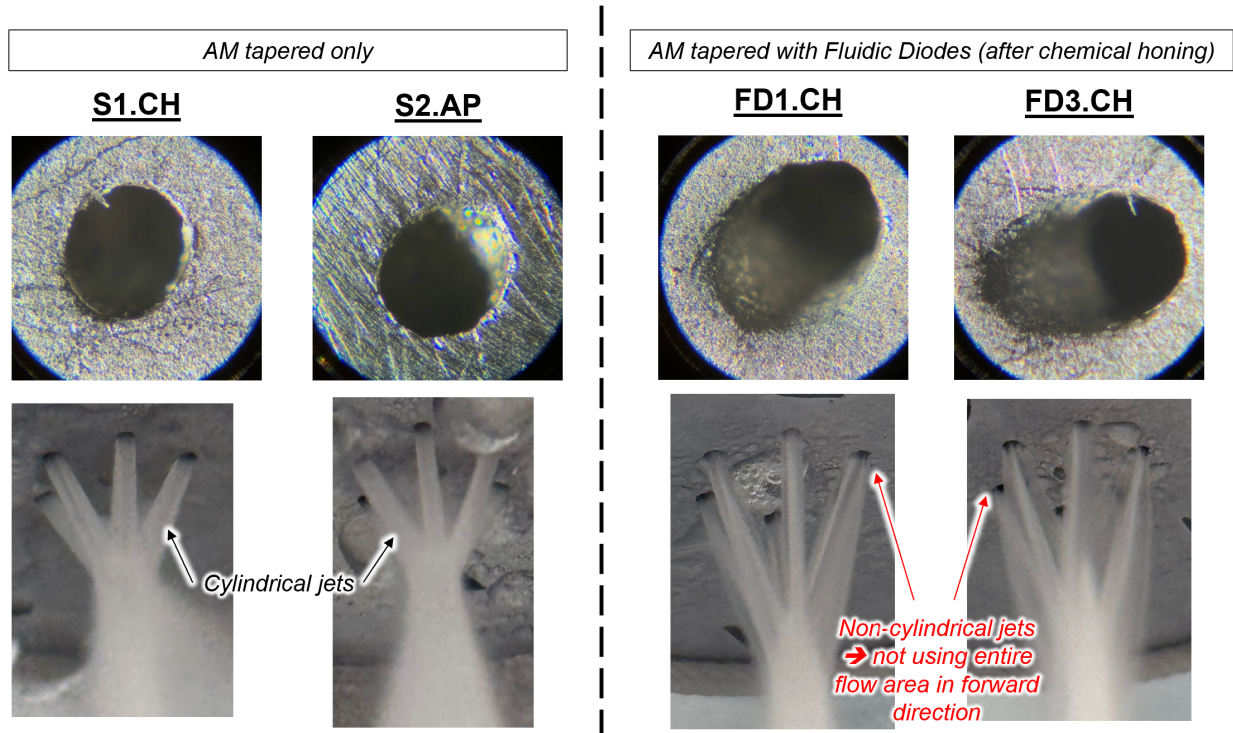 AM tapered only
AM tapered with Fluidic Diodes (after chemical honing)
S1.CH
S2.AP
FD1.CH
FD3.CH
Cylindrical jets
Non-cylindrical jets
➔ not using entire
flow area in forward
direction